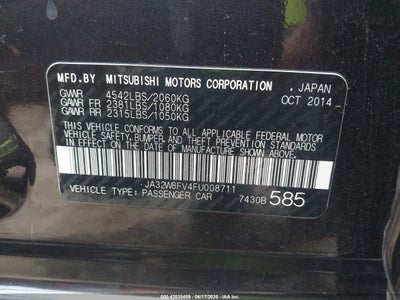 MFD.BY MITSUBISHI MOTORS CORPORATION , JAPAN
GVWR 4542LBS/2060KG OCT 2014
GAWR FR 2381LBS/1080KG
GAWR RR 2315LBS/1050KG
THIS VEHICLE CONFORMS TO ALL APPLICABLE FEDERAL MOTOR
VEHICLE SAFETY, BUMPER, AND THEFT PREVENTION STANDARDS
IN EFFECT ON THE DATE OF MANUFACTURE SHOWN ABOVE.
JA32W8FV4FU008711
VEHICLE TYPE: PASSENGER CAR 7430B 585